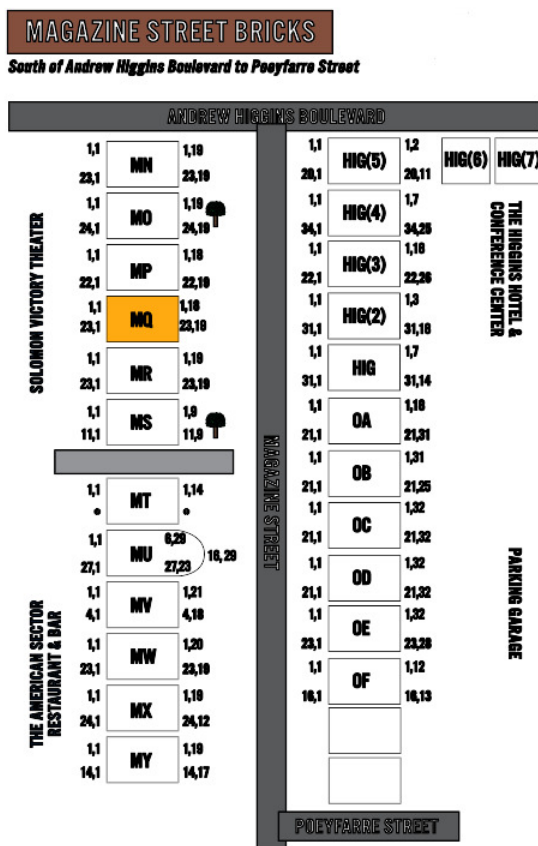 MAGAZINE STREET BRICKS
South of Andrew Higgins Boulevard to Poeyfarre Street
ANDREW HIGGINS BOULEVARD
1,1 MN 1,19
23,1 23,19
1,1 MO 1,19
24,1 24,19
1,1 MP 1,18
22,1 22,19
1,1 MQ 1,18
23,1 23,19
1,1 MR 1,19
23,1 23,19
1,1 MS 1,9
11,1 11,9
SOLOMON VICTORY THEATER
1,1 MT 1,14
* *
1,1 MU 6,29
27,1 27,23
16, 29
1,1 MV 1,21
4,1 4,18
1,1 MW 1,20
23,1 23,19
1,1 MX 1,19
24,1 24,12
1,1 MY 1,19
14,1 14,17
THE AMERICAN SECTOR
RESTAURANT & BAR
MAGAZINE STREET
1,1 HIG(5) 1,2
20,1 20,11
HIG(6) HIG(7)
1,1 HIG(4) 1,7
34,1 34,25
1,1 HIG(3) 1,16
22,1 22,26
1,1 HIG(2) 1,3
31,1 31,18
1,1 HIG 1,7
31,1 31,14
THE HIGGINS HOTEL &
CONFERENCE CENTER
1,1 OA 1,18
21,1 21,31
1,1 OB 1,31
21,1 21,25
1,1 OC 1,32
21,1 21,32
1,1 OD 1,32
21,1 21,32
1,1 OE 1,32
23,1 23,28
1,1 OF 1,12
16,1 16,13
PARKING GARAGE
POEYFARRE STREET